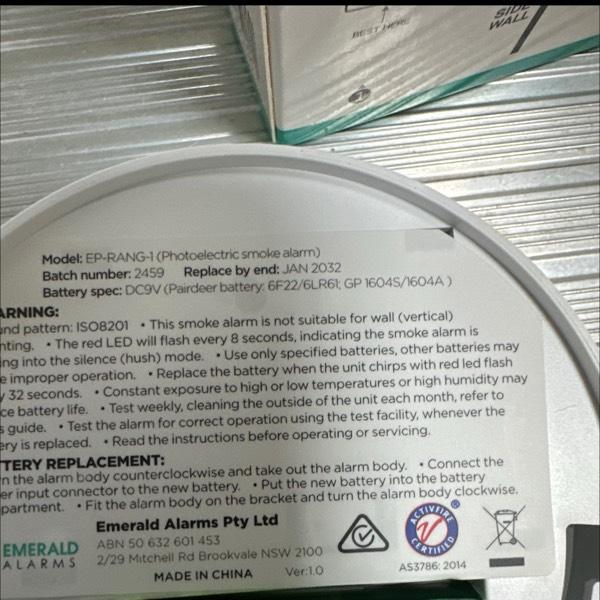 BEST HERE
SIDE
WALL
Model: EP-RANG-1 (Photoelectric smoke alarm)
Batch number: 2459 Replace by end: JAN 2032
Battery spec: DC9V (Pairdeer battery: 6F22/6LR61; GP 1604S/1604A )
ARNING:
und pattern: ISO8201 • This smoke alarm is not suitable for wall (vertical)
nting. • The red LED will flash every 8 seconds, indicating the smoke alarm is
ing into the silence (hush) mode. • Use only specified batteries, other batteries may
e improper operation. • Replace the battery when the unit chirps with red led flash
y 32 seconds. • Constant exposure to high or low temperatures or high humidity may
ce battery life. • Test weekly, cleaning the outside of the unit each month, refer to
s guide. • Test the alarm for correct operation using the test facility, whenever the
ery is replaced. • Read the instructions before operating or servicing.
TERY REPLACEMENT:
rn the alarm body counterclockwise and take out the alarm body. • Connect the
er input connector to the new battery. • Put the new battery into the battery
partment. • Fit the alarm body on the bracket and turn the alarm body clockwise.
Emerald Alarms Pty Ltd
ABN 50 632 601 453
2/29 Mitchell Rd Brookvale NSW 2100
MADE IN CHINA Ver:1.0
EMERALD
ALARMS
ACTIVFIRE
CERTIFIED
®
AS3786: 2014